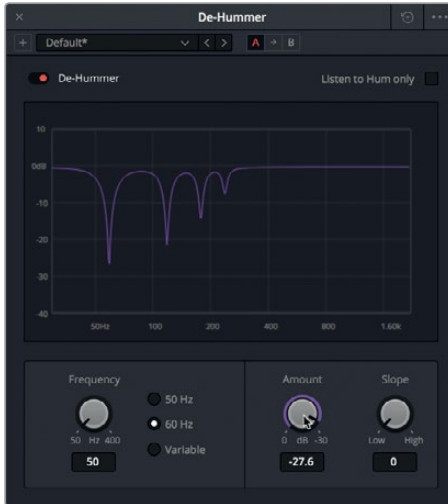 De-Hummer
Default*
A B
De-Hummer
Listen to Hum only
10
0dB
-10
-20
-30
-40
50Hz 100 200 400 800 1.60k
Frequency
50 Hz 400
50
50 Hz
60 Hz
Variable
Amount
0 dB -30
-27.6
Slope
Low High
0